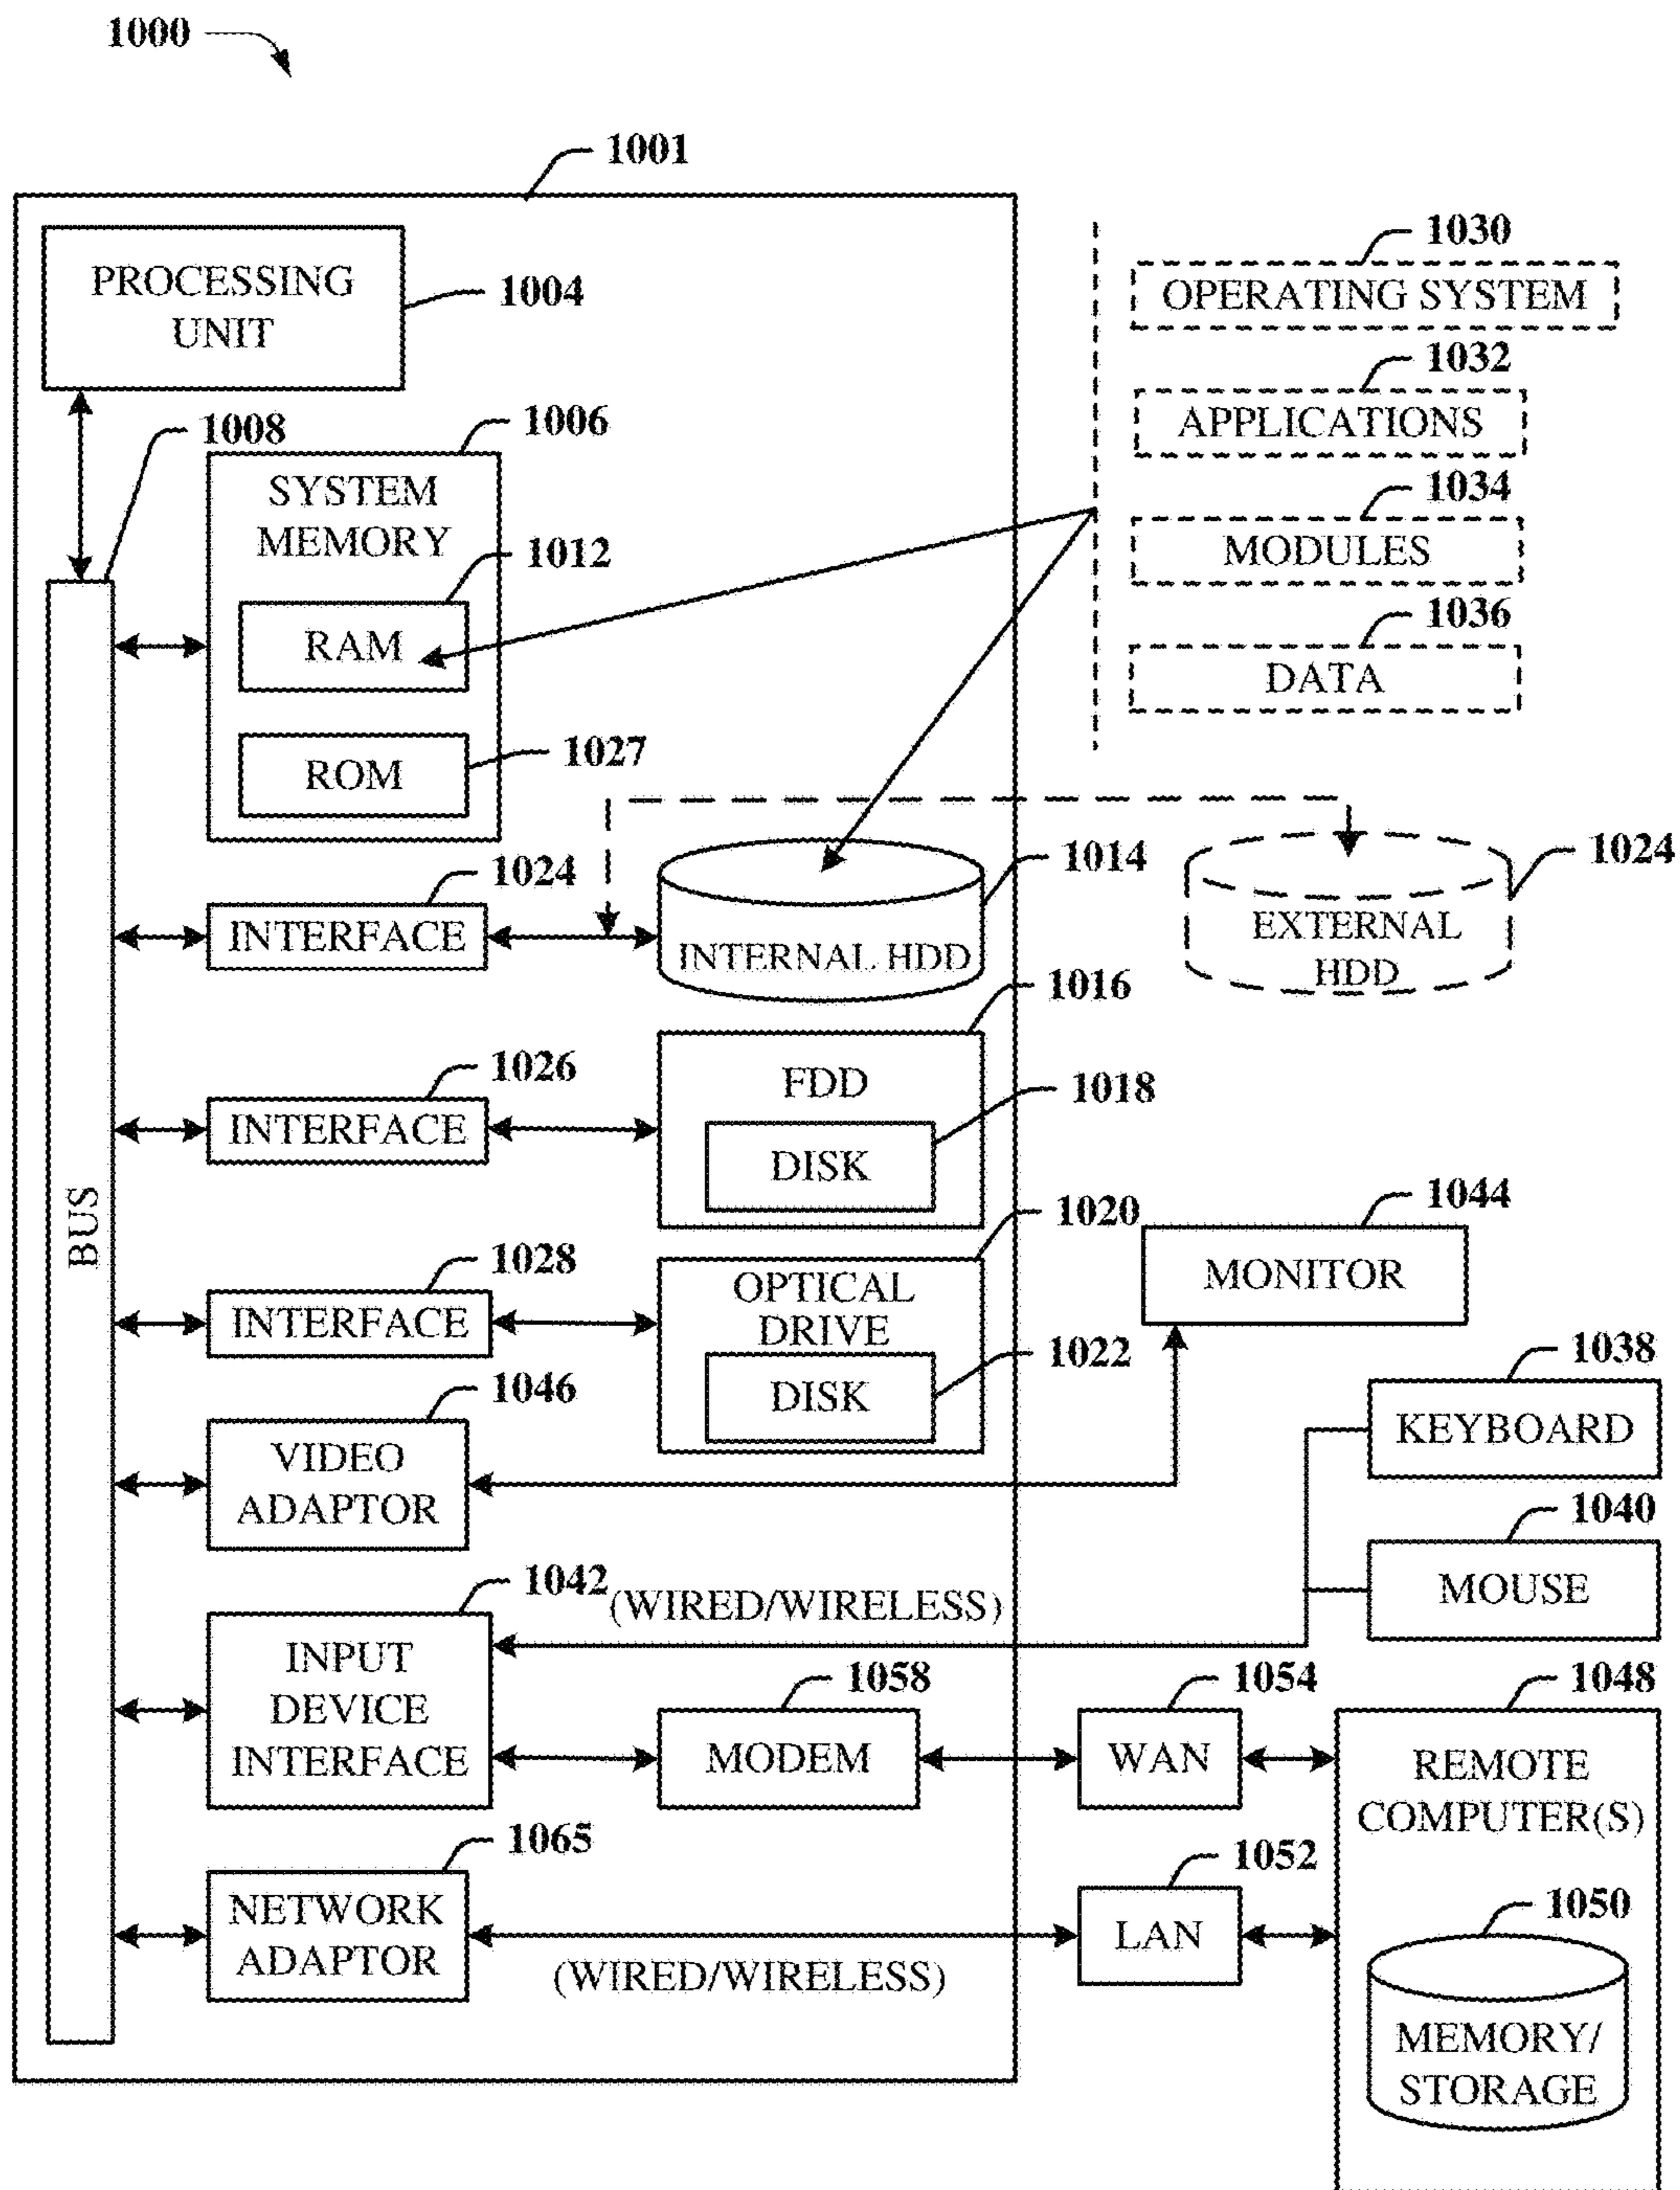 1000
1001
PROCESSING
UNIT
1004
1030
OPERATING SYSTEM
1032
APPLICATIONS
1034
MODULES
1036
DATA
1008
1006
SYSTEM
MEMORY
1012
RAM
1027
ROM
BUS
1024
INTERFACE
1014
INTERNAL HDD
1024
EXTERNAL
HDD
1016
1026
INTERFACE
FDD
1018
DISK
1020
1028
INTERFACE
OPTICAL
DRIVE
1022
DISK
1044
MONITOR
1046
VIDEO
ADAPTOR
1038
KEYBOARD
1040
MOUSE
1042
(WIRED/WIRELESS)
INPUT
DEVICE
INTERFACE
1058
MODEM
1054
WAN
1048
REMOTE
COMPUTER(S)
1065
NETWORK
ADAPTOR
(WIRED/WIRELESS)
1052
LAN
1050
MEMORY/
STORAGE